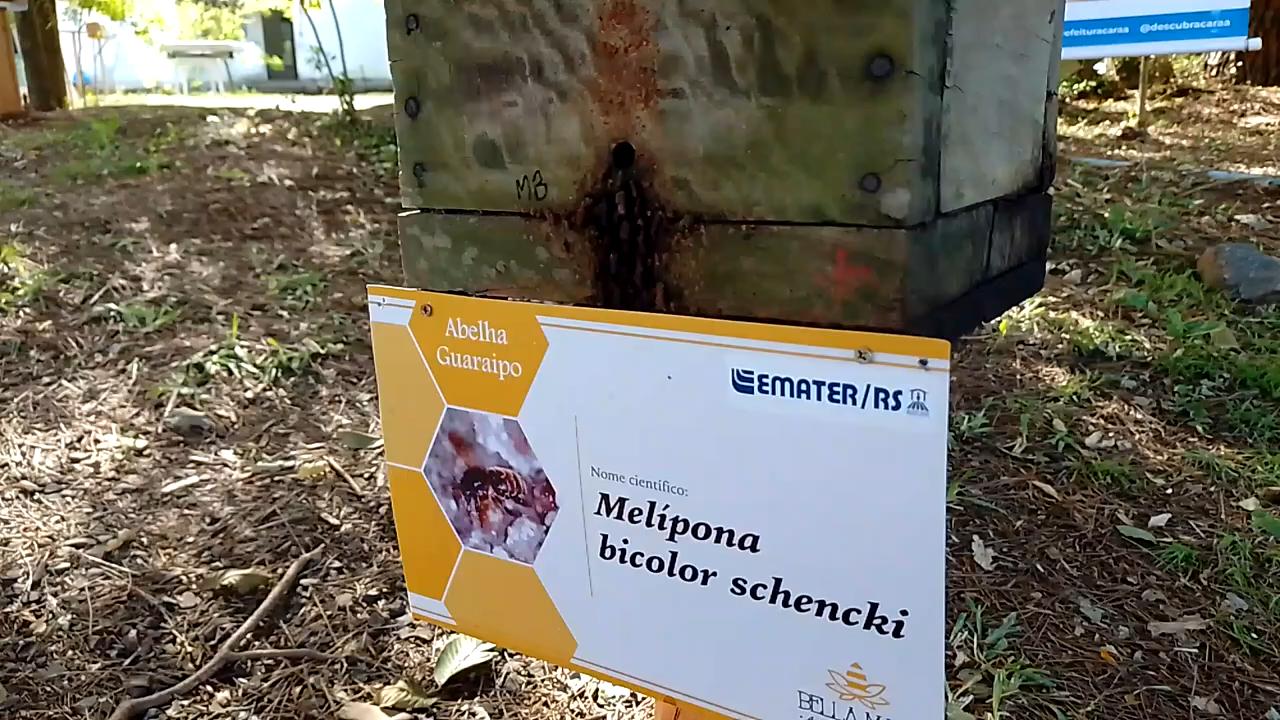 efeituracaraa @descubracaraa
MB
Abelha
Guaraipo
EMATER/RS
Nome científico:
Melípona
bicolor schencki